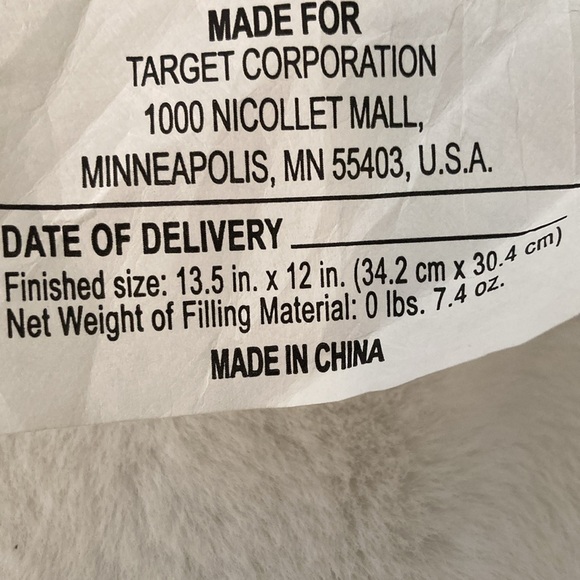 MADE FOR
TARGET CORPORATION
1000 NICOLLET MALL,
MINNEAPOLIS, MN 55403, U.S.A.
DATE OF DELIVERY
Finished size: 13.5 in. x 12 in. (34.2 cm x 30.4 cm)
Net Weight of Filling Material: 0 lbs. 7.4 oz.
MADE IN CHINA